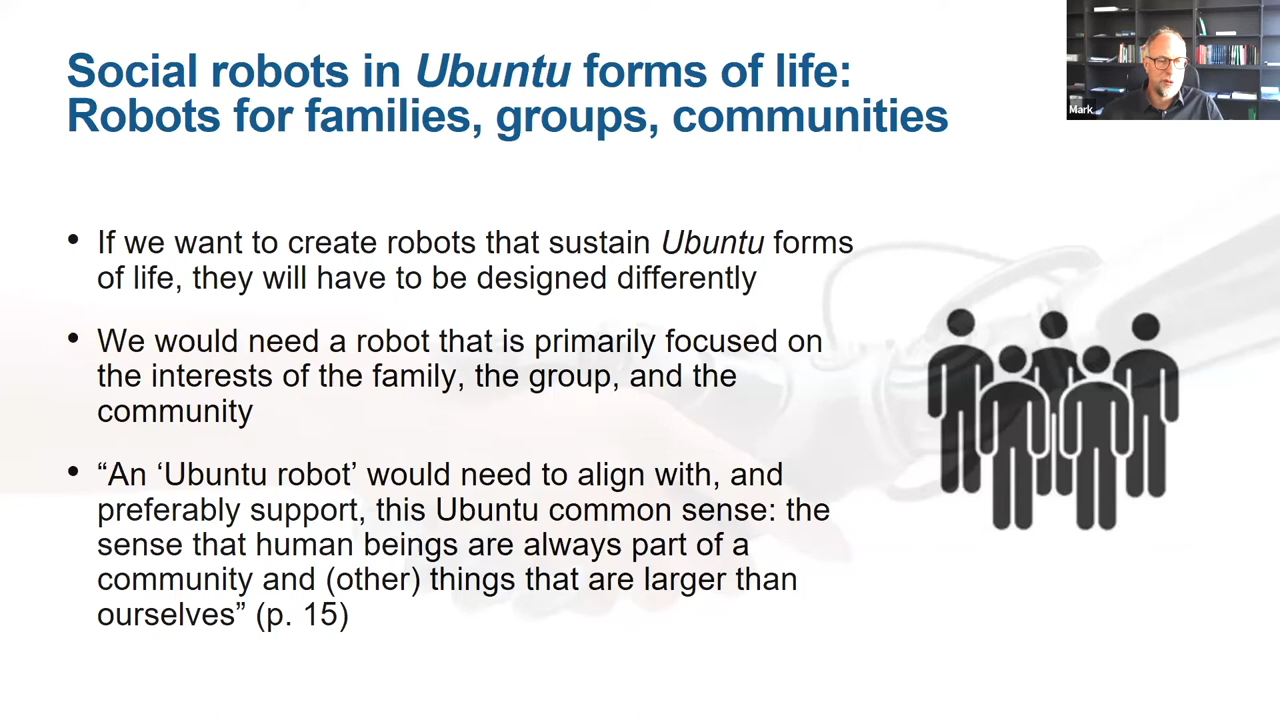 Social robots in Ubuntu forms of life:
Robots for families, groups, communities
Mark
• If we want to create robots that sustain Ubuntu forms
of life, they will have to be designed differently
• We would need a robot that is primarily focused on
the interests of the family, the group, and the
community
• “An ‘Ubuntu robot’ would need to align with, and
preferably support, this Ubuntu common sense: the
sense that human beings are always part of a
community and (other) things that are larger than
ourselves” (p. 15)